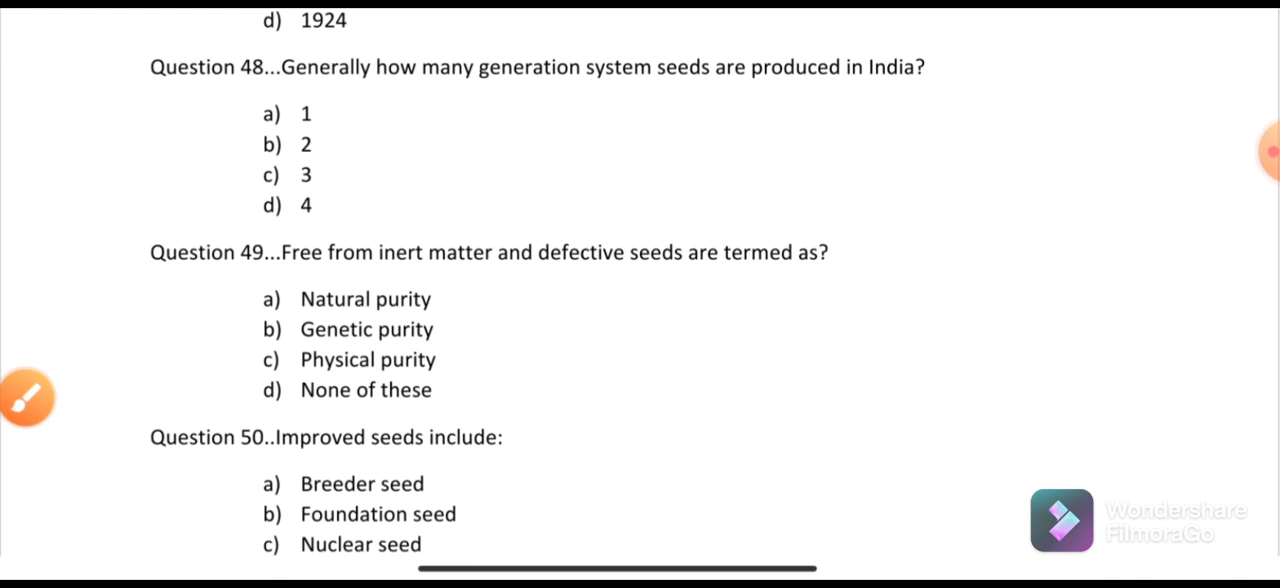 d) 1924
Question 48...Generally how many generation system seeds are produced in India?
a) 1
b) 2
c) 3
d) 4
Question 49...Free from inert matter and defective seeds are termed as?
a) Natural purity
b) Genetic purity
c) Physical purity
d) None of these
Question 50..Improved seeds include:
a) Breeder seed
b) Foundation seed
c) Nuclear seed
Wondershare
FilmoraGo